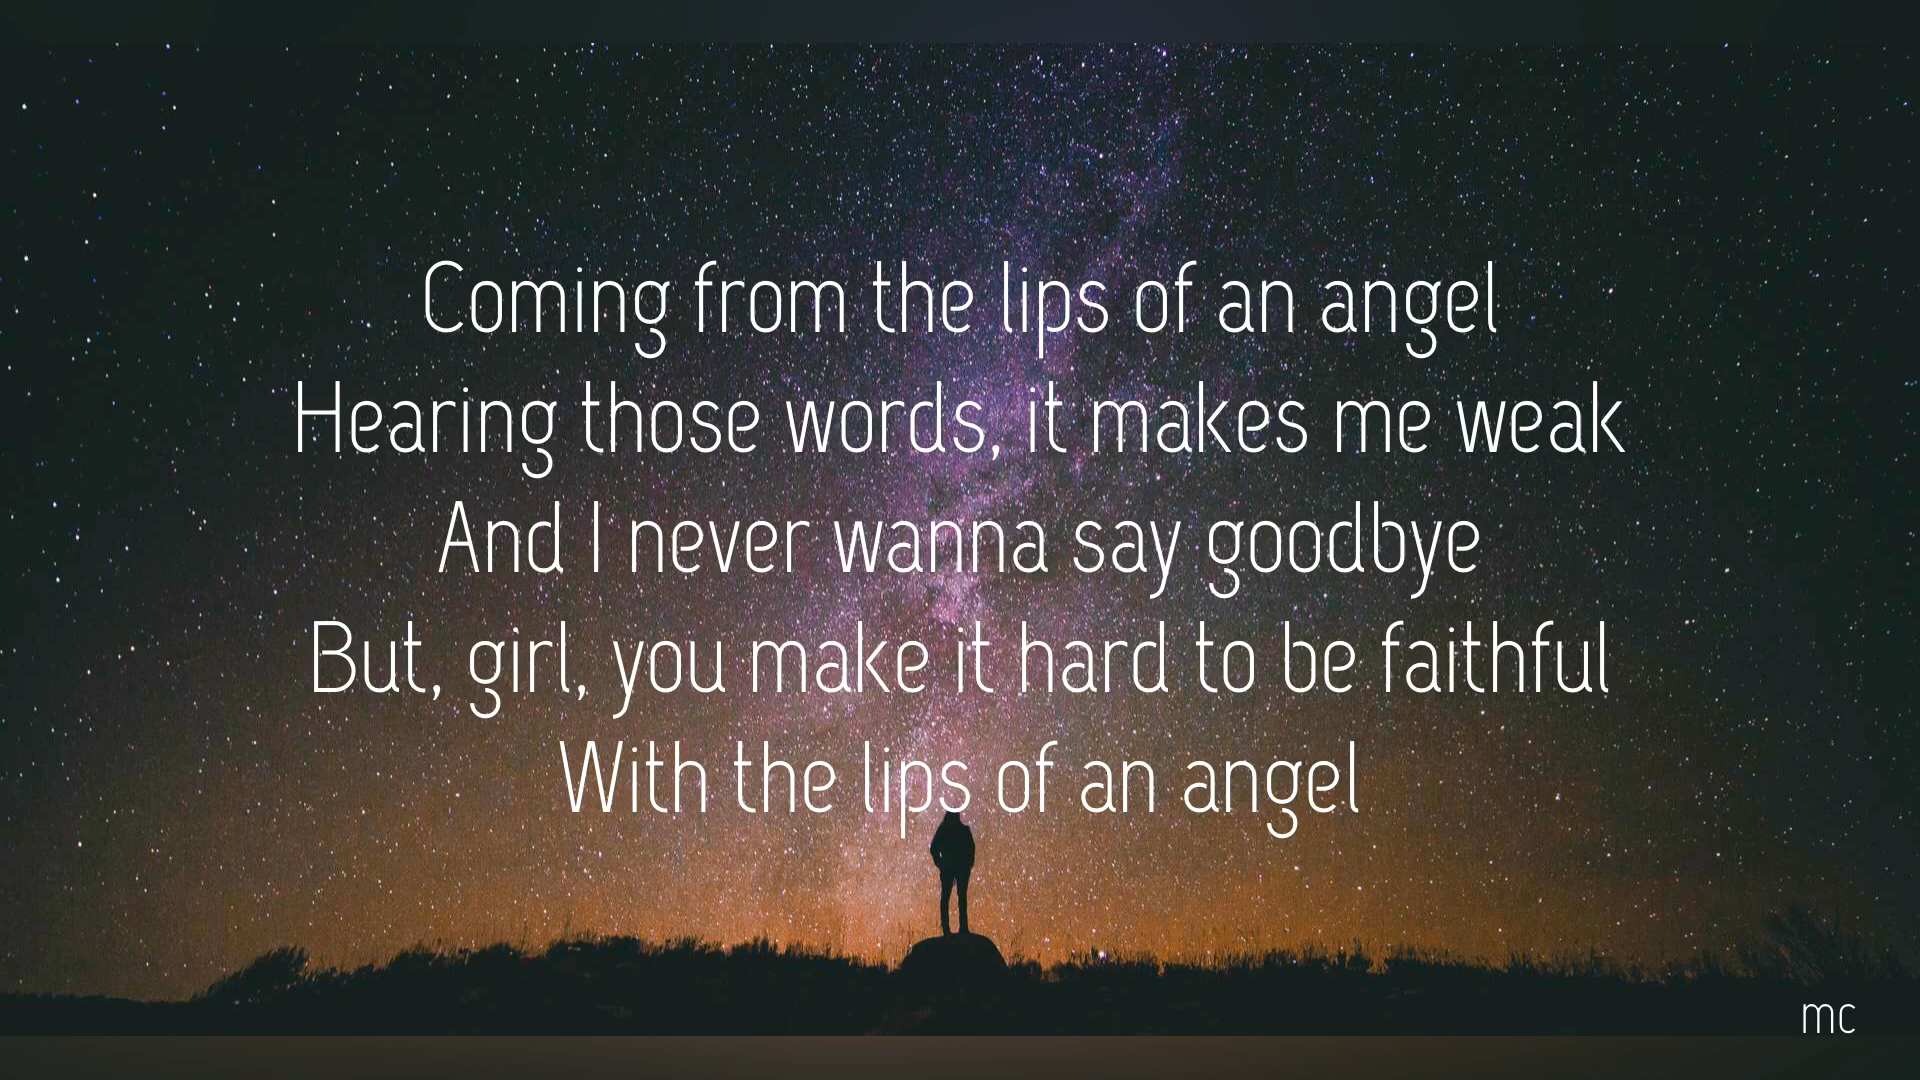 Coming from the lips of an angel
Hearing those words, it makes me weak
And I never wanna say goodbye
But, girl, you make it hard to be faithful
With the lips of an angel
mc